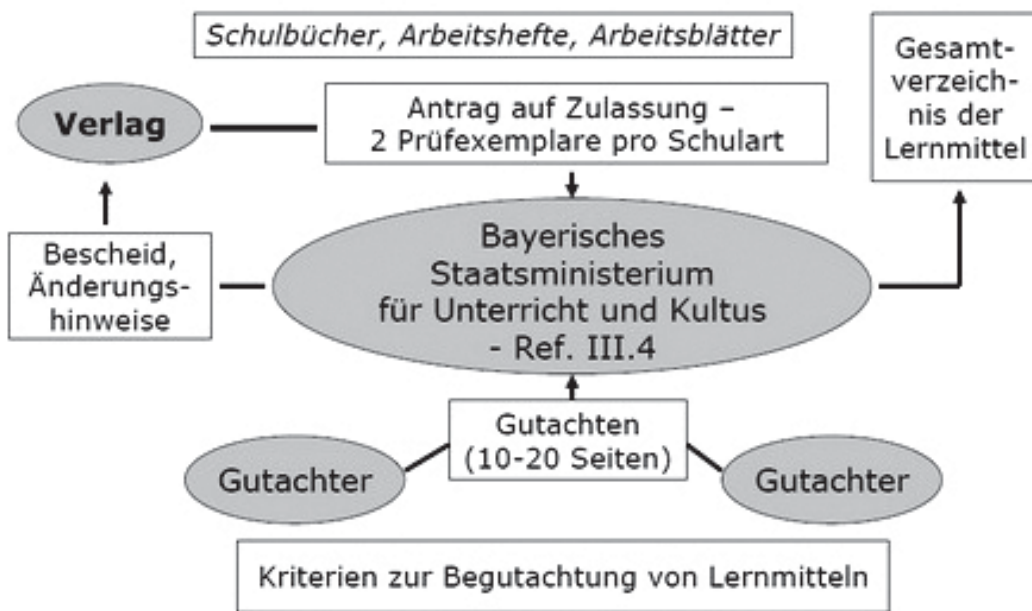 Schulbücher, Arbeitshefte, Arbeitsblätter
Gesamt-
verzeich-
nis der
Lernmittel
Verlag
Antrag auf Zulassung –
2 Prüfexemplare pro Schulart
Bescheid,
Änderungs-
hinweise
Bayerisches
Staatsministerium
für Unterricht und Kultus
- Ref. III.4
Gutachten
(10-20 Seiten)
Gutachter
Gutachter
Kriterien zur Begutachtung von Lernmitteln